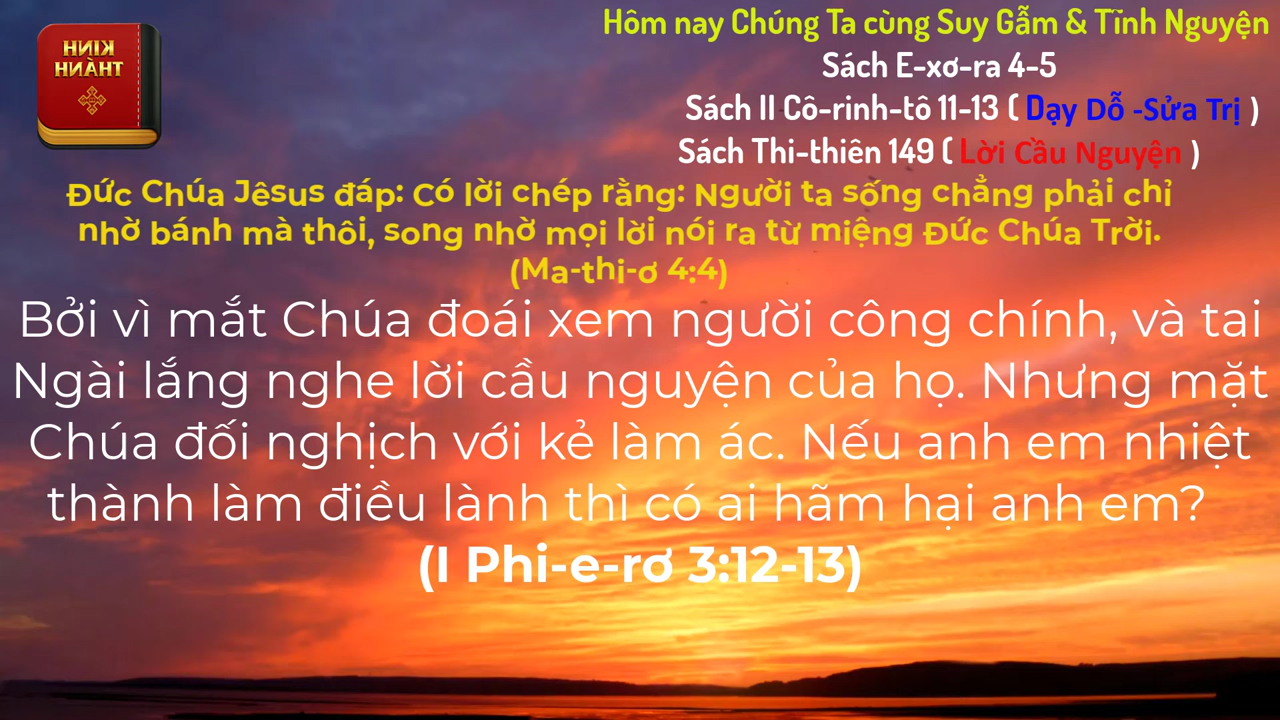 KINH
THÁNH
Hôm nay Chúng Ta cùng Suy Gẫm & Tĩnh Nguyện
Sách E-xơ-ra 4-5
Sách II Cô-rinh-tô 11-13 ( Dạy Dỗ -Sửa Trị )
Sách Thi-thiên 149 ( Lời Cầu Nguyện )
Đức Chúa Jêsus đáp: Có lời chép rằng: Người ta sống chẳng phải chỉ
nhờ bánh mà thôi, song nhờ mọi lời nói ra từ miệng Đức Chúa Trời.
(Ma-thi-ơ 4:4)
Bởi vì mắt Chúa đoái xem người công chính, và tai
Ngài lắng nghe lời cầu nguyện của họ. Nhưng mặt
Chúa đối nghịch với kẻ làm ác. Nếu anh em nhiệt
thành làm điều lành thì có ai hãm hại anh em?
(I Phi-e-rơ 3:12-13)